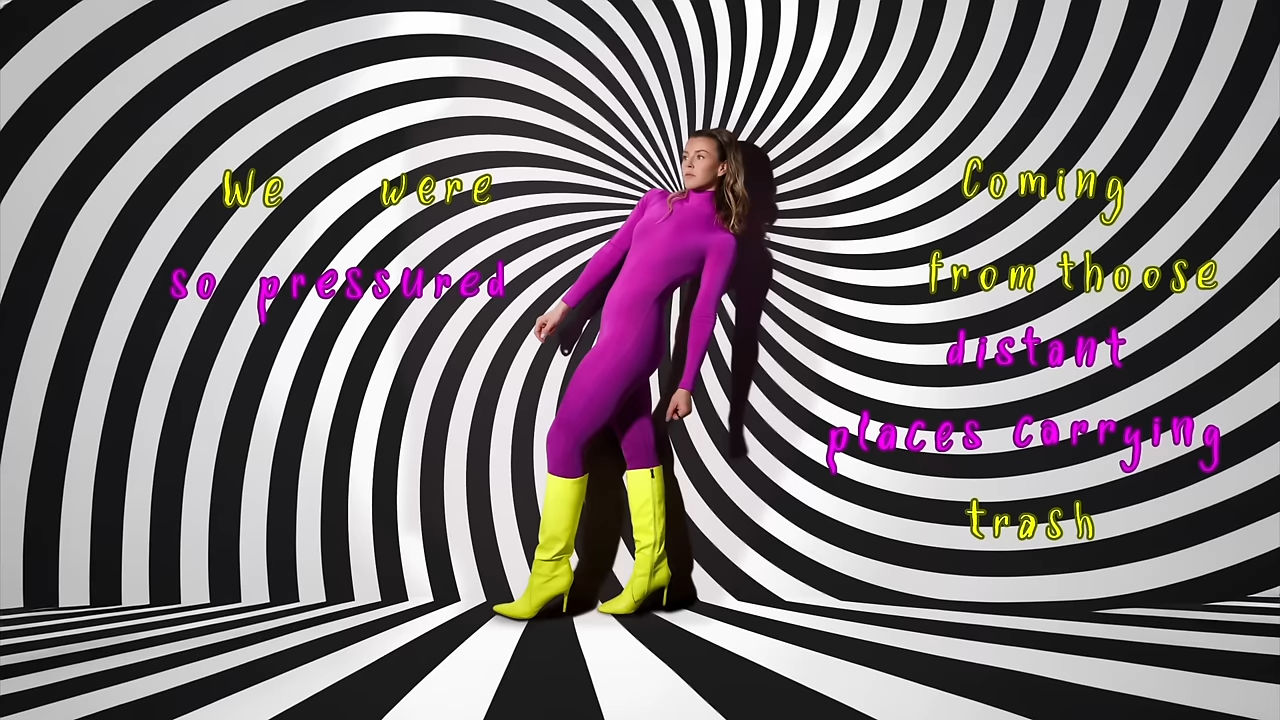 We were
so pressured
Coming
from thoose
distant
places carrying
trash